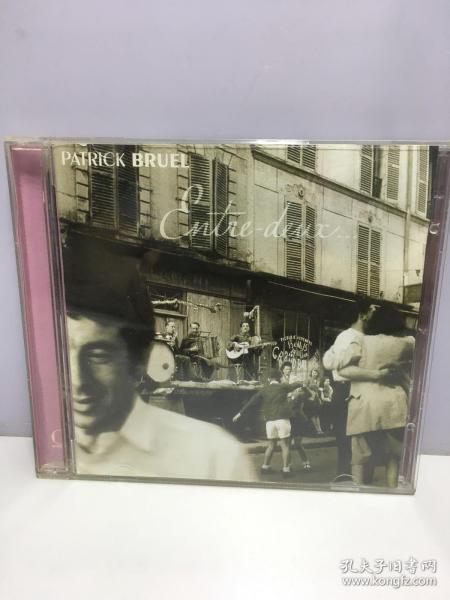 PATRICK BRUEL
Entre-deux...
孔夫子旧书网
www.kongfz.com